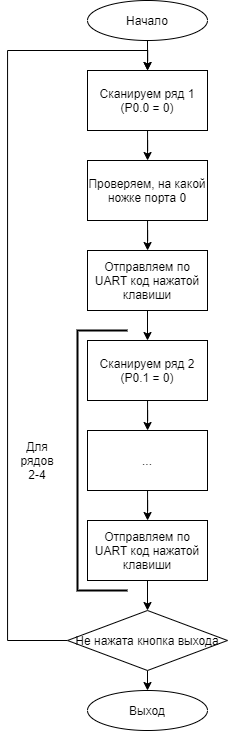 Начало
Сканируем ряд 1
(P0.0 = 0)
Проверяем, на какой
ножке порта 0
Отправляем по
UART код нажатой
клавиши
Сканируем ряд 2
(P0.1 = 0)
Для
рядов
2-4
...
Отправляем по
UART код нажатой
клавиши
Не нажата кнопка выхода
Выход